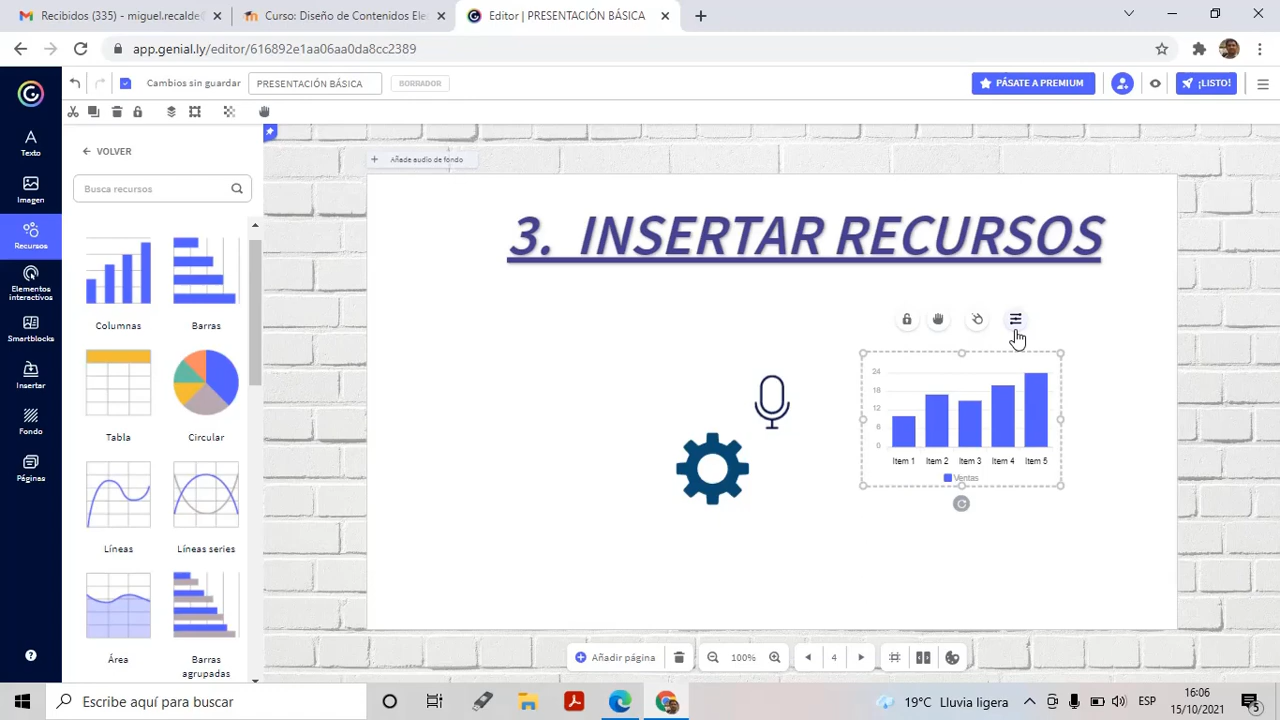 Recibidos (335) - miguel.recalde
Curso: Diseño de Contenidos Ele
Editor | PRESENTACIÓN BÁSICA
app.genial.ly/editor/616892e1aa06aa0da8cc2389
Cambios sin guardar
PRESENTACIÓN BÁSICA
BORRADOR
PÁSATE A PREMIUM
¡LISTO!
Texto
Imagen
Recursos
Elementos
interactivos
Smartblocks
Insertar
Fondo
Páginas
VOLVER
Busca recursos
Columnas
Barras
Tabla
Circular
Líneas
Líneas series
Área
Barras
agrupadas
Añade audio de fondo
3. INSERTAR RECURSOS
24
18
12
6
0
Item 1 Item 2 Item 3 Item 4 Item 5
Ventas
Añadir página
100%
4
Escribe aquí para buscar
19°C Lluvia ligera
ESP
16:06
15/10/2021
5